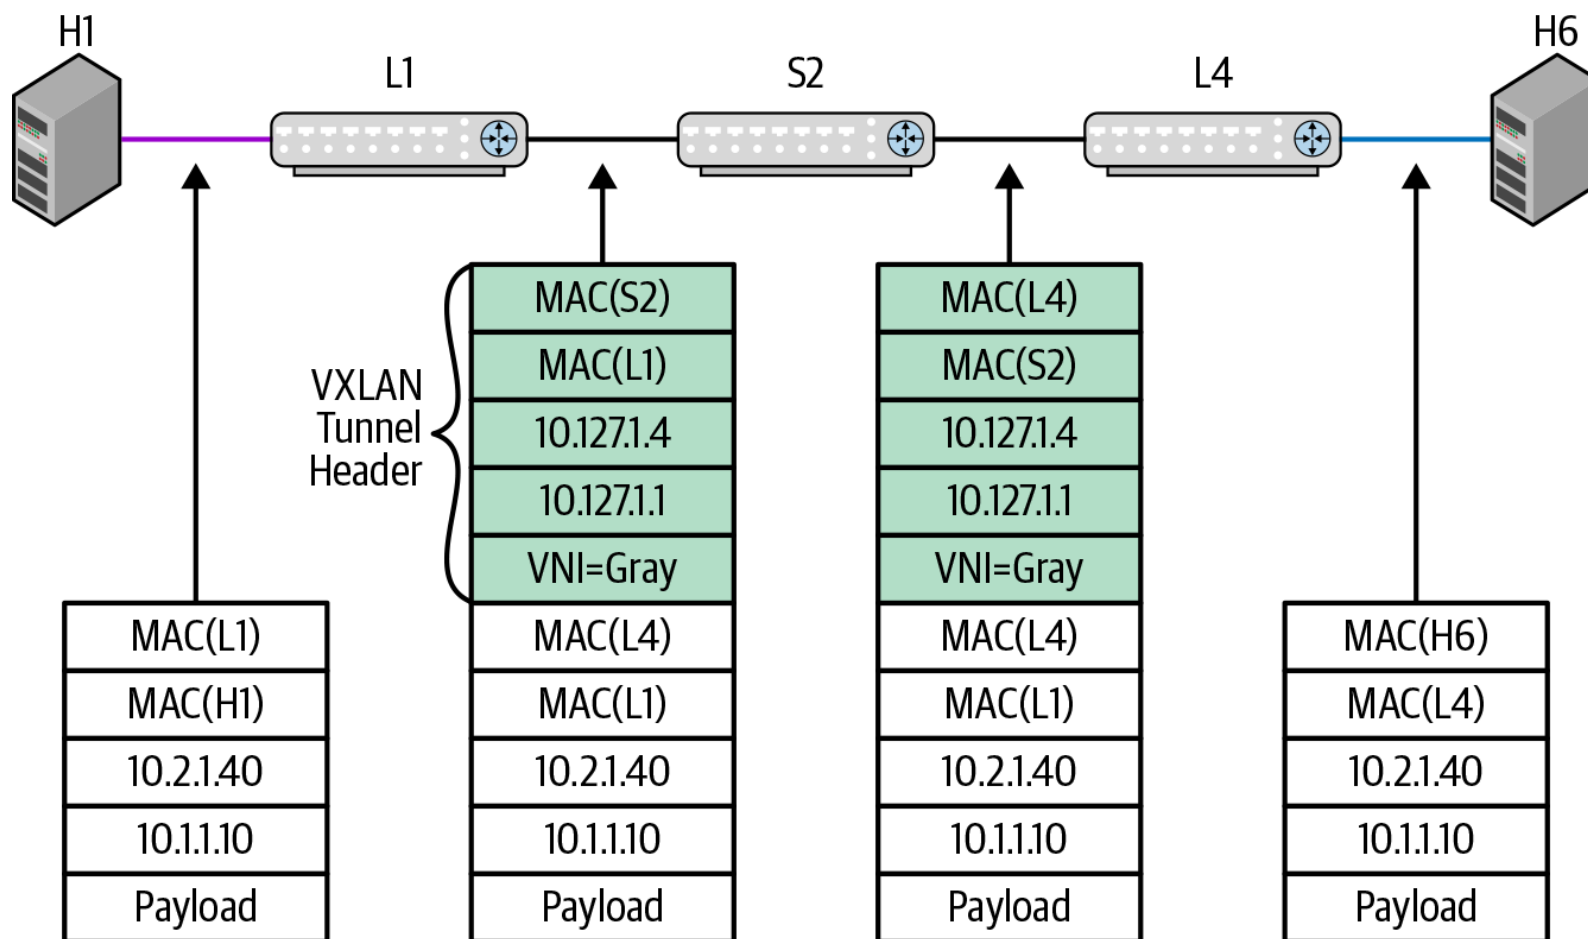 H1
L1
S2
L4
H6
VXLAN
Tunnel
Header
MAC(L1)
MAC(H1)
10.2.1.40
10.1.1.10
Payload
MAC(S2)
MAC(L1)
10.127.1.4
10.127.1.1
VNI=Gray
MAC(L4)
MAC(L1)
10.2.1.40
10.1.1.10
Payload
MAC(L4)
MAC(S2)
10.127.1.4
10.127.1.1
VNI=Gray
MAC(L4)
MAC(L1)
10.2.1.40
10.1.1.10
Payload
MAC(H6)
MAC(L4)
10.2.1.40
10.1.1.10
Payload